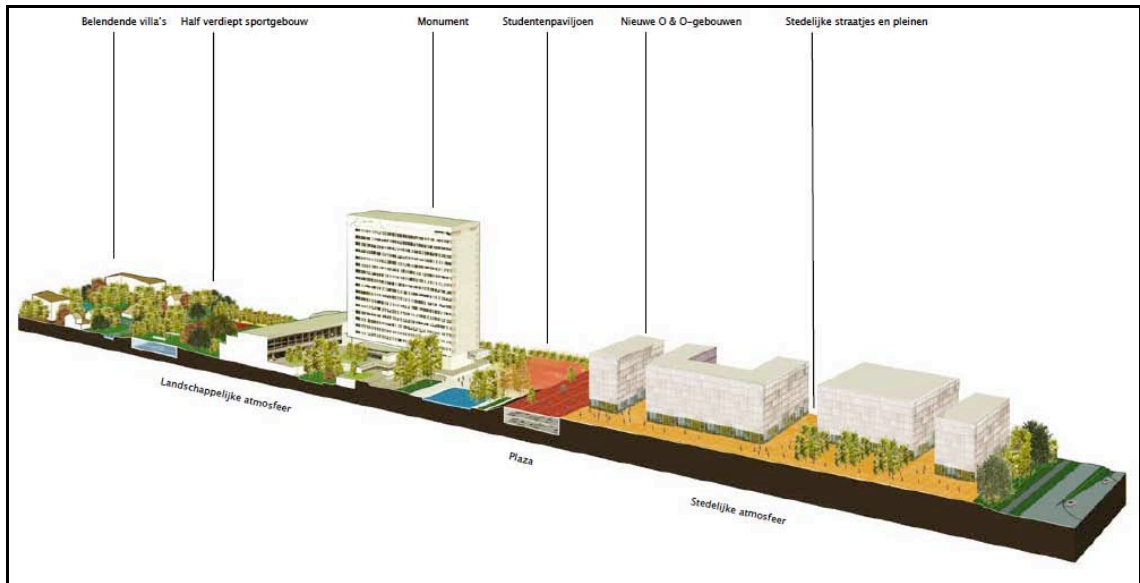 Belendende villa's
Half verdiept sportgebouw
Monument
Studentenpaviljoen
Nieuwe O & O-gebouwen
Stedelijke straatjes en pleinen
Landschappelijke atmosfeer
Plaza
Stedelijke atmosfeer